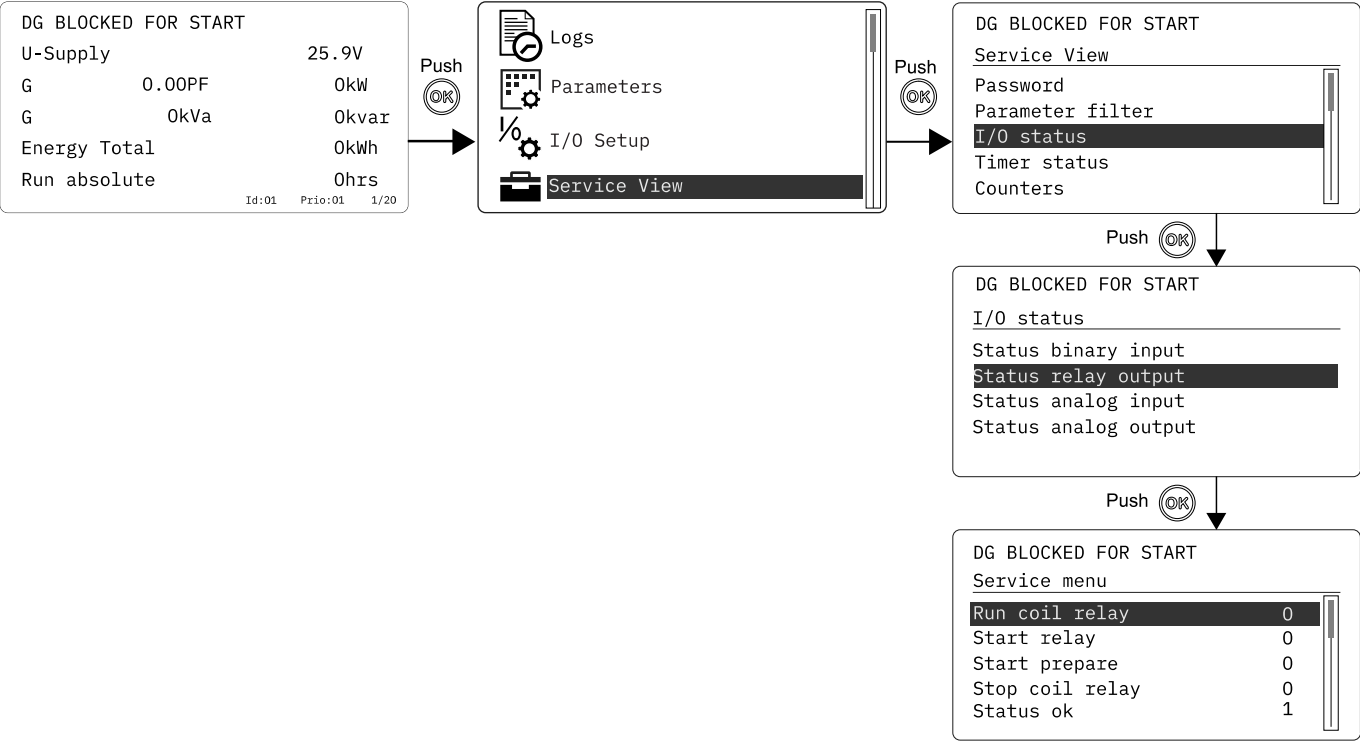 DG BLOCKED FOR START
U-Supply 25.9V
G 0.00PF 0kW
G 0kVa 0kvar
Energy Total 0kWh
Run absolute 0hrs
Id:01 Prio:01 1/20
Push
OK
Logs
Parameters
I/O Setup
Service View
Push
OK
DG BLOCKED FOR START
Service View
Password
Parameter filter
I/O status
Timer status
Counters
Push OK
DG BLOCKED FOR START
I/O status
Status binary input
Status relay output
Status analog input
Status analog output
Push OK
DG BLOCKED FOR START
Service menu
Run coil relay 0
Start relay 0
Start prepare 0
Stop coil relay 0
Status ok 1